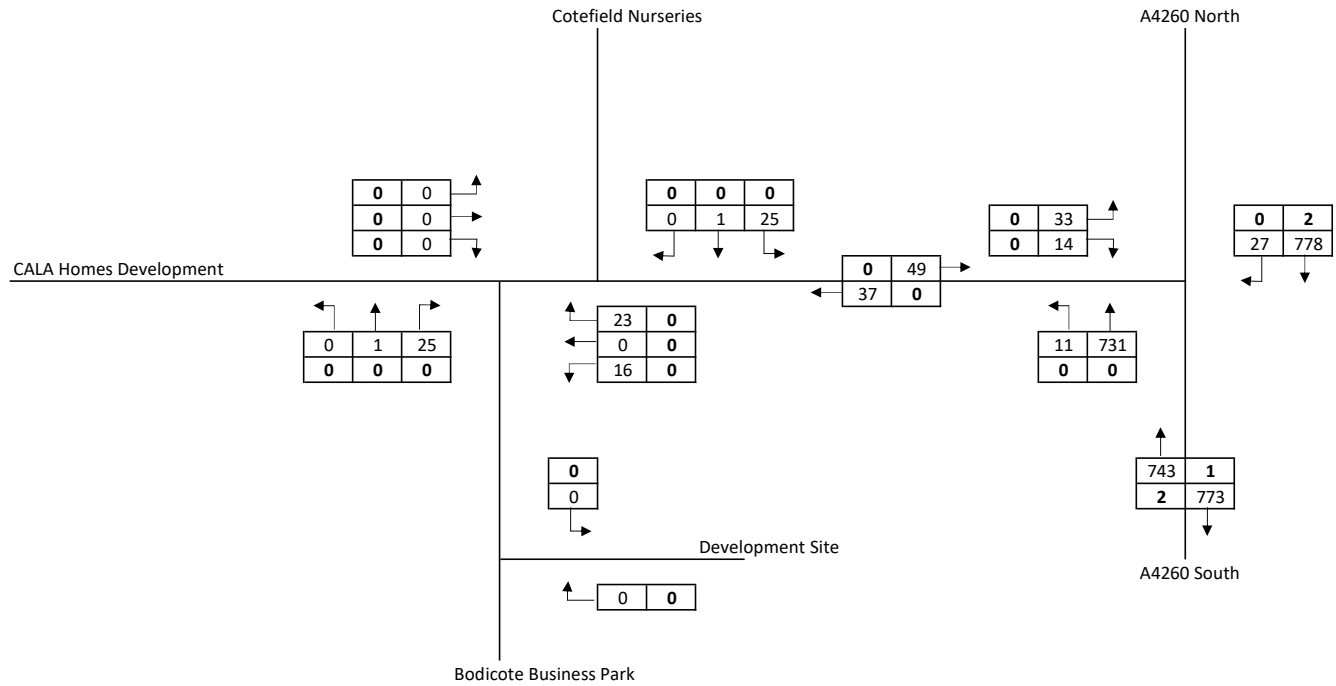 Cotefield Nurseries
A4260 North
0 0
0 0
0 0
0 0 0
0 1 25
0 33
0 14
0 2
27 778
CALA Homes Development
0 49
37 0
0 1 25
0 0 0
23 0
0 0
16 0
11 731
0 0
743 1
2 773
0
0
Development Site
A4260 South
0 0
Bodicote Business Park